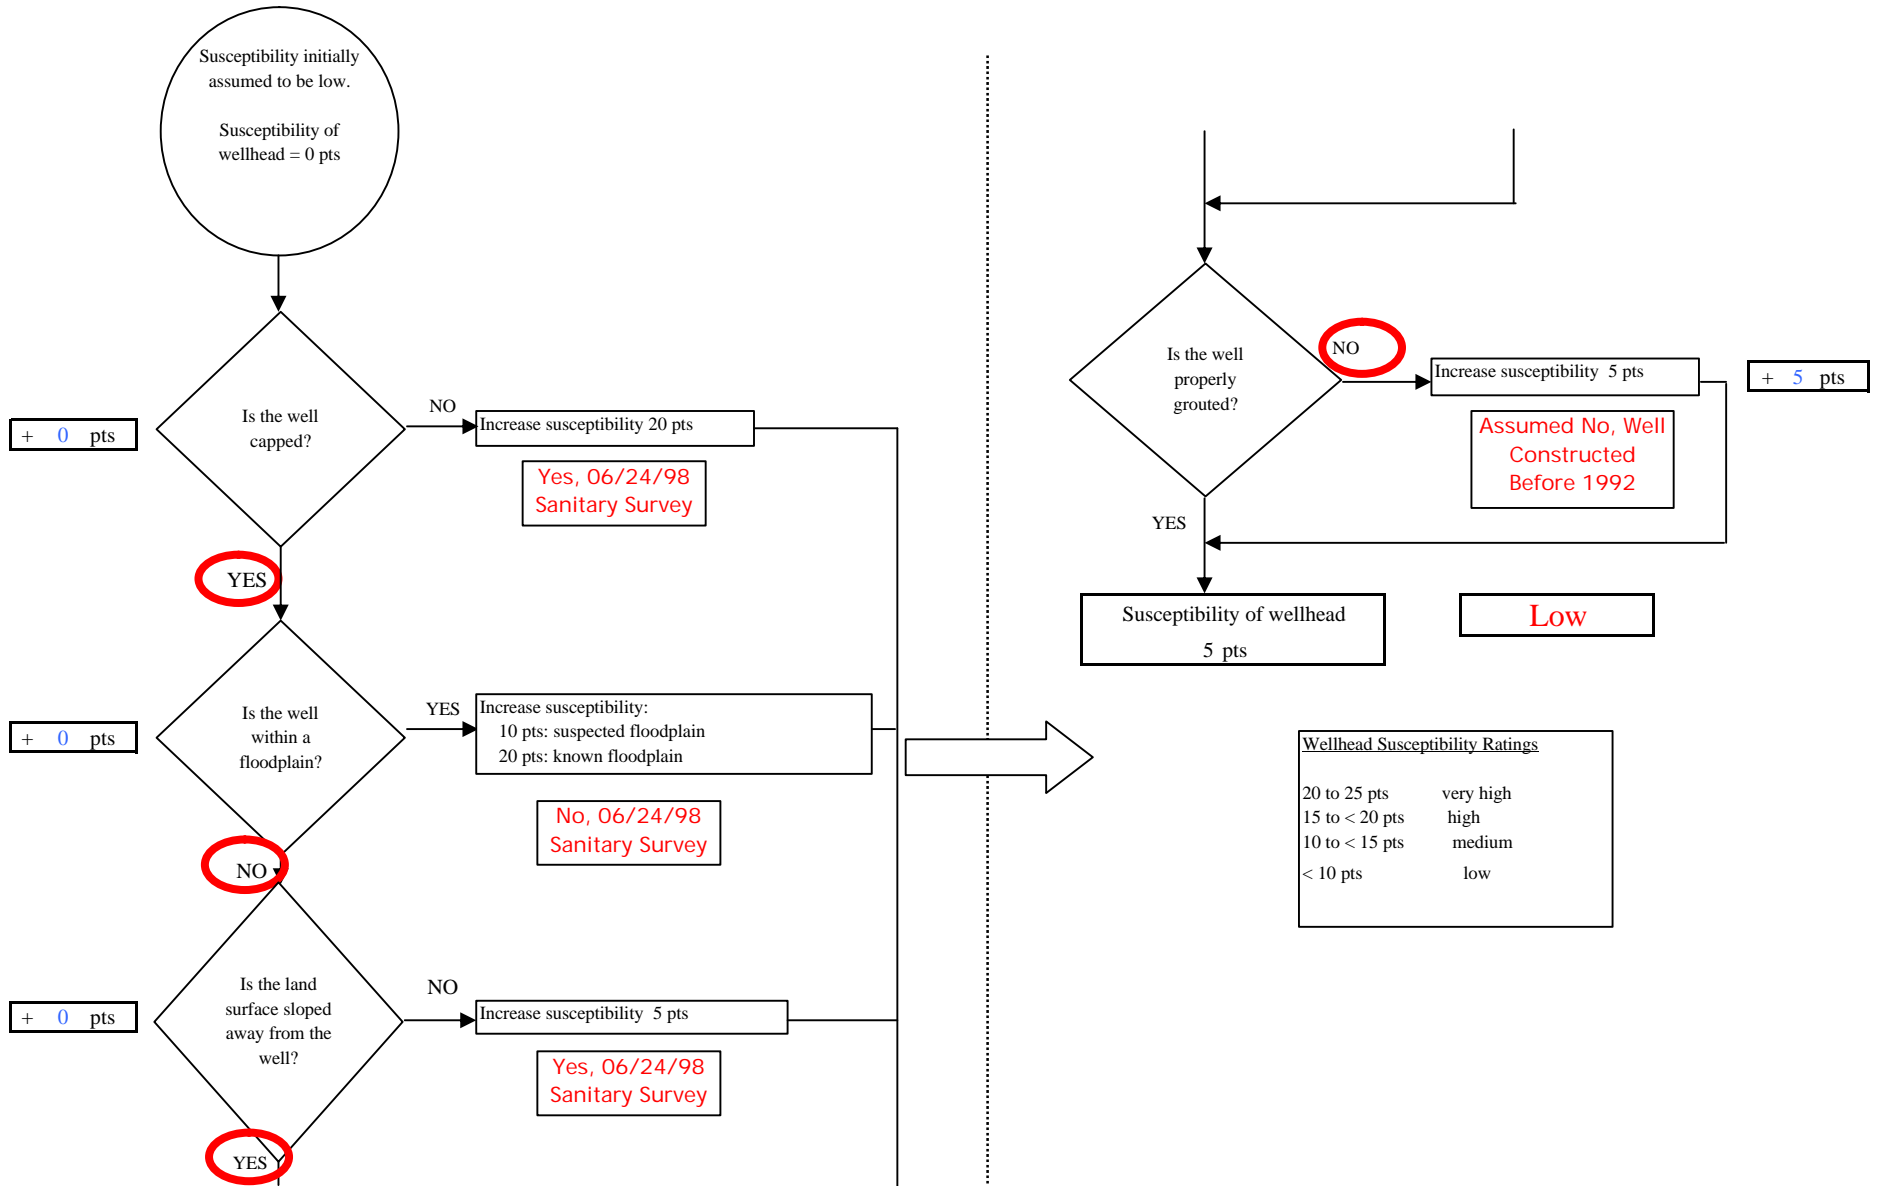 Susceptibility initially
assumed to be low.
Susceptibility of
wellhead = 0 pts
+ 0 pts
Is the well
capped?
NO
Increase susceptibility 20 pts
Yes, 06/24/98
Sanitary Survey
YES
+ 0 pts
Is the well
within a
floodplain?
YES
Increase susceptibility:
10 pts: suspected floodplain
20 pts: known floodplain
No, 06/24/98
Sanitary Survey
NO
+ 0 pts
Is the land
surface sloped
away from the
well?
NO
Increase susceptibility 5 pts
Yes, 06/24/98
Sanitary Survey
YES
Is the well
properly
grouted?
NO
Increase susceptibility 5 pts
+ 5 pts
Assumed No, Well
Constructed
Before 1992
YES
Susceptibility of wellhead
5 pts
Low
Wellhead Susceptibility Ratings
20 to 25 pts very high
15 to < 20 pts high
10 to < 15 pts medium
< 10 pts low